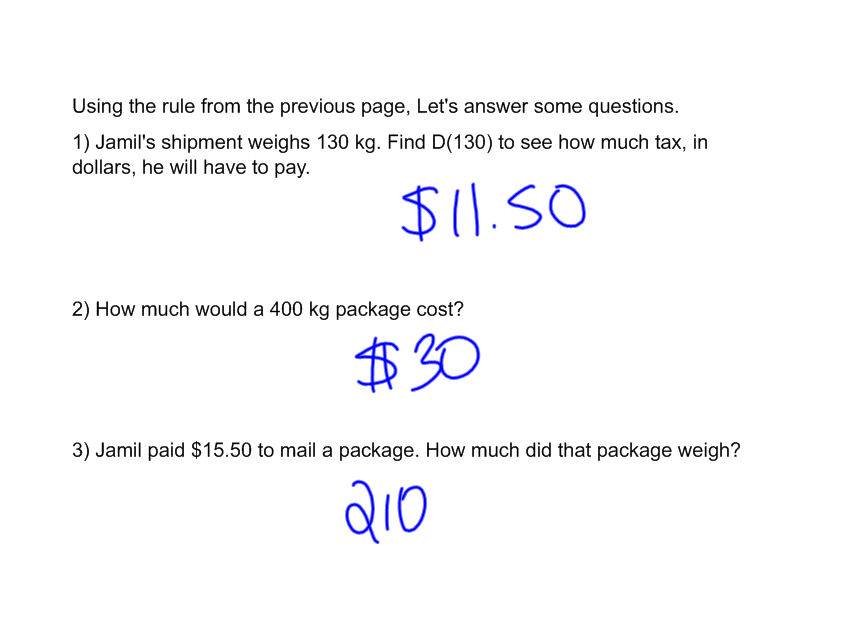 Using the rule from the previous page, Let's answer some questions.
1) Jamil's shipment weighs 130 kg. Find D(130) to see how much tax, in
dollars, he will have to pay.
$11.50
2) How much would a 400 kg package cost?
$30
3) Jamil paid $15.50 to mail a package. How much did that package weigh?
210